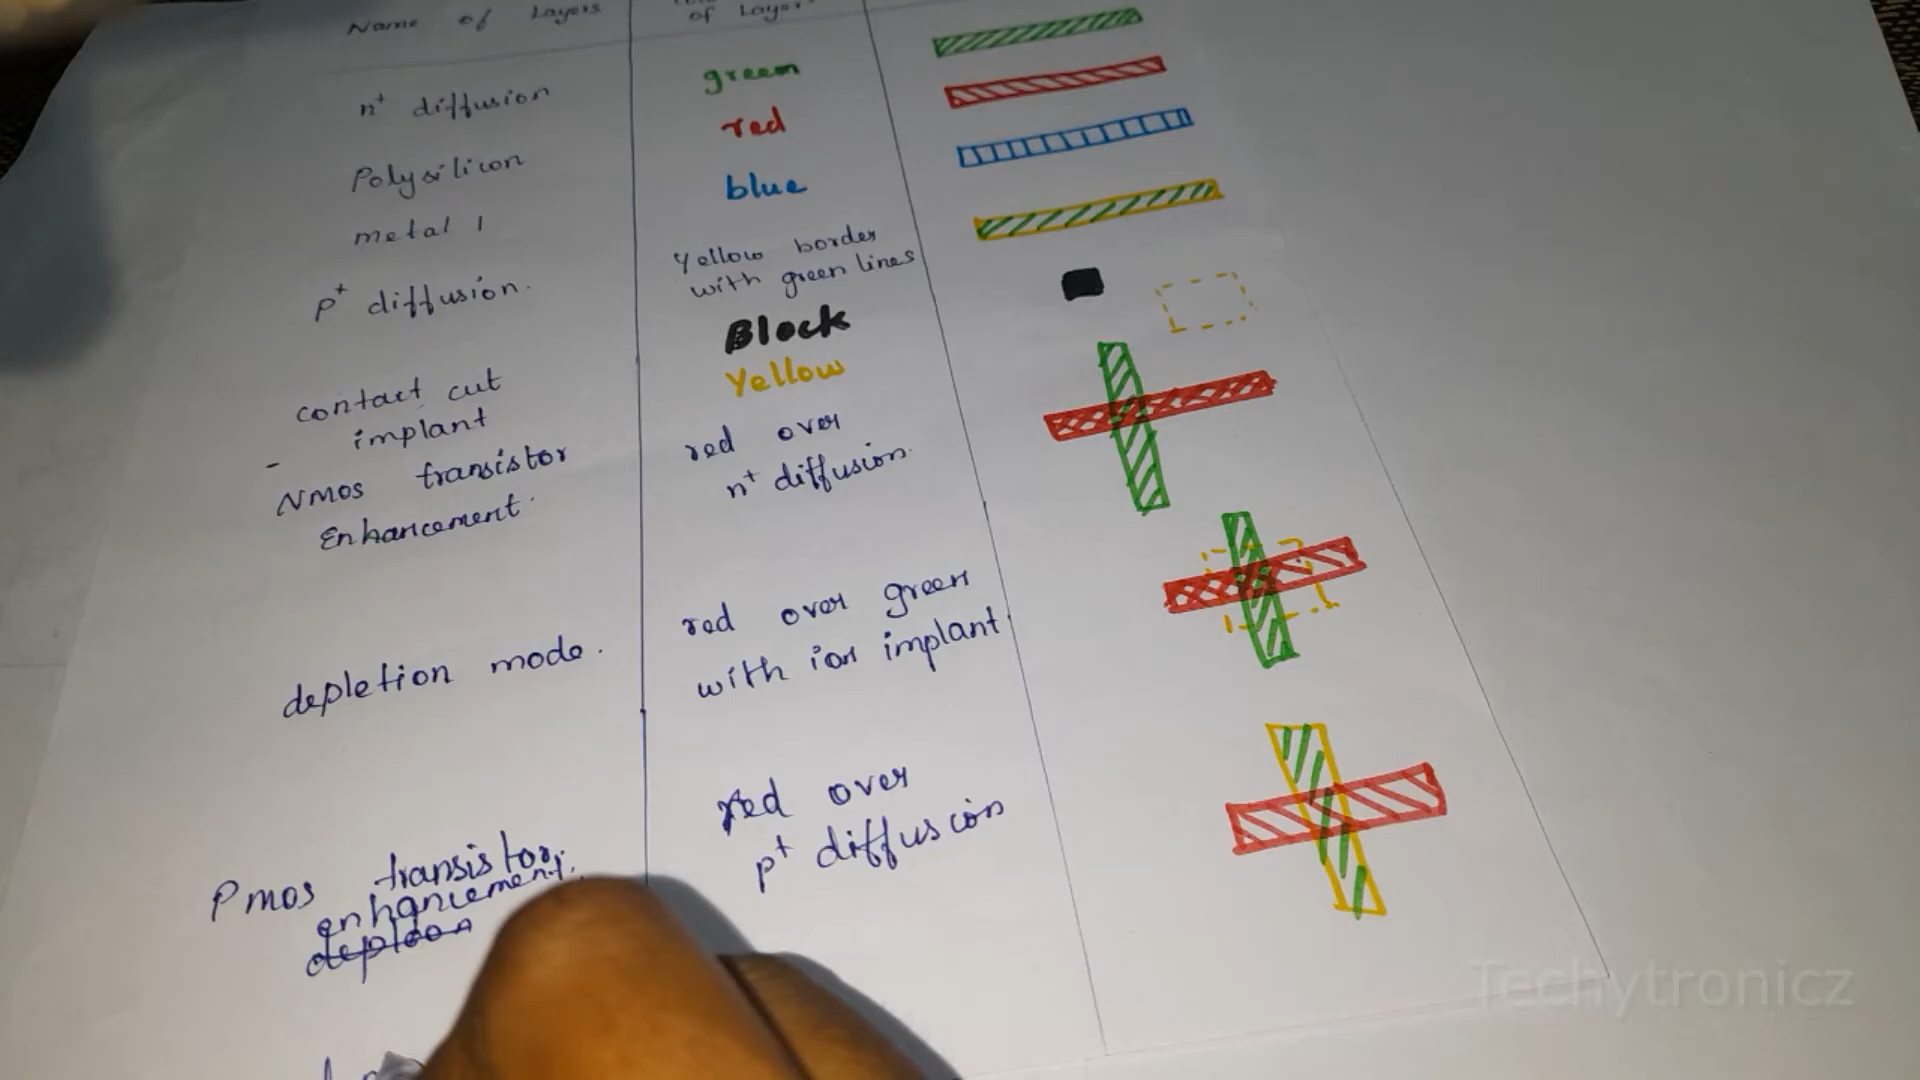 Name of Layers
of Layer
n+ diffusion
green
Polysilicon
red
metal 1
blue
p+ diffusion.
Yellow border
with green lines
contact cut
Block
implant
Yellow
- NMOS transistor
Enhancement.
red over
n+ diffusion.
depletion mode.
red over green
with ion implant.
Pmos transistor
enhancement.
red over
p+ diffusion
Techytronicz